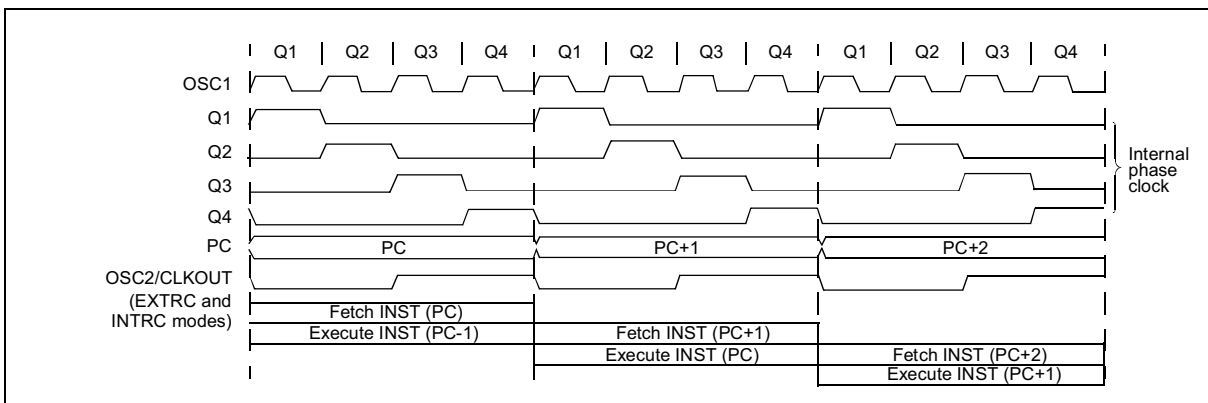 Q1 Q2 Q3 Q4 Q1 Q2 Q3 Q4 Q1 Q2 Q3 Q4
OSC1
Q1
Q2
Internal
phase
clock
Q3
Q4
PC PC PC+1 PC+2
OSC2/CLKOUT
(EXTRC and
INTRC modes)
Fetch INST (PC)
Execute INST (PC-1) Fetch INST (PC+1)
Execute INST (PC) Fetch INST (PC+2)
Execute INST (PC+1)